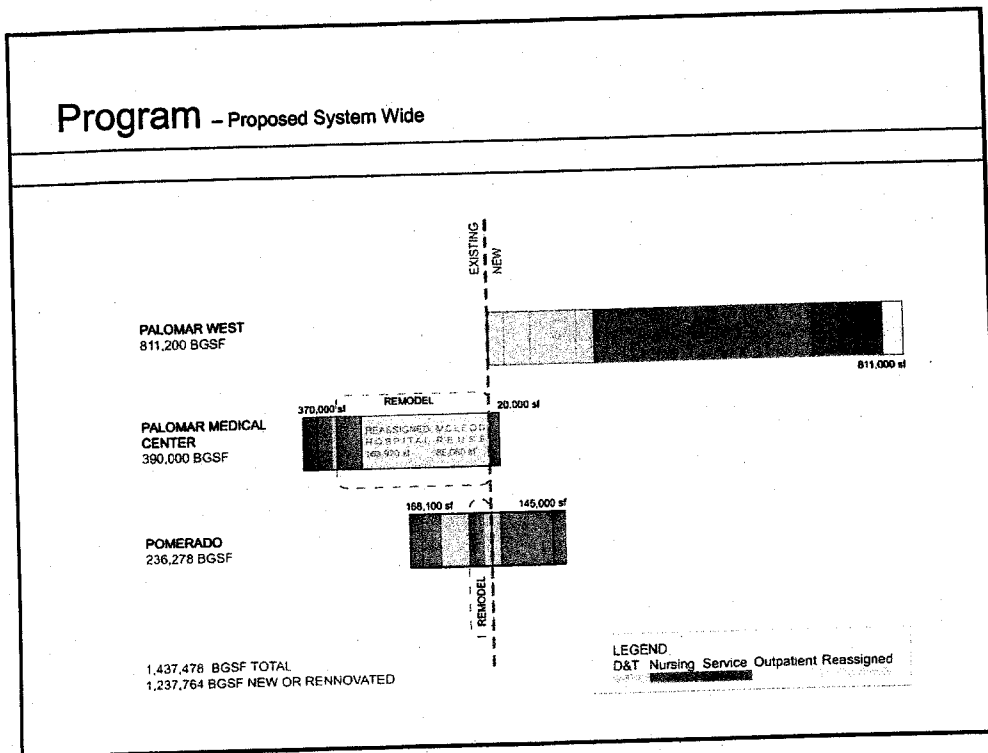 Program – Proposed System Wide
EXISTING
NEW
PALOMAR WEST
811,200 BGSF
811,000 sf
370,000 sf
REMODEL
20,000 sf
PALOMAR MEDICAL
CENTER
390,000 BGSF
REASSIGNED MCLEOD
HOSPITAL REUSE
168,100 sf
145,000 sf
POMERADO
236,278 BGSF
REMODEL
1,437,478 BGSF TOTAL
1,237,764 BGSF NEW OR RENNOVATED
LEGEND
D&T Nursing Service Outpatient Reassigned